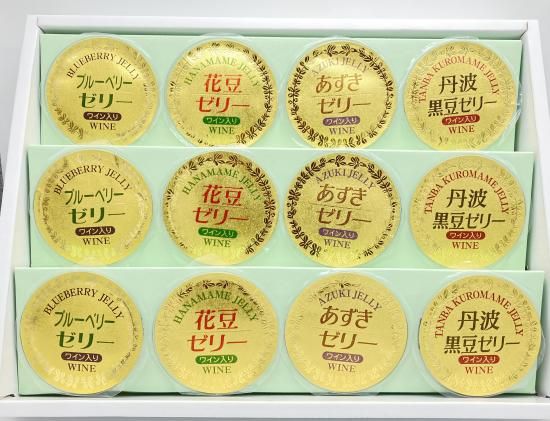 BLUEBERRY JELLY
ブルーベリー
ゼリー
ワイン入り
WINE
HANAMAME JELLY
花豆
ゼリー
ワイン入り
WINE
AZUKI JELLY
あずき
ゼリー
ワイン入り
WINE
TANBA KUROMAME JELLY
丹波
黒豆ゼリー
ワイン入り
WINE
BLUEBERRY JELLY
ブルーベリー
ゼリー
ワイン入り
WINE
HANAMAME JELLY
花豆
ゼリー
ワイン入り
WINE
AZUKI JELLY
あずき
ゼリー
ワイン入り
WINE
TANBA KUROMAME JELLY
丹波
黒豆ゼリー
ワイン入り
WINE
BLUEBERRY JELLY
ブルーベリー
ゼリー
ワイン入り
WINE
HANAMAME JELLY
花豆
ゼリー
ワイン入り
WINE
AZUKI JELLY
あずき
ゼリー
ワイン入り
WINE
TANBA KUROMAME JELLY
丹波
黒豆ゼリー
ワイン入り
WINE